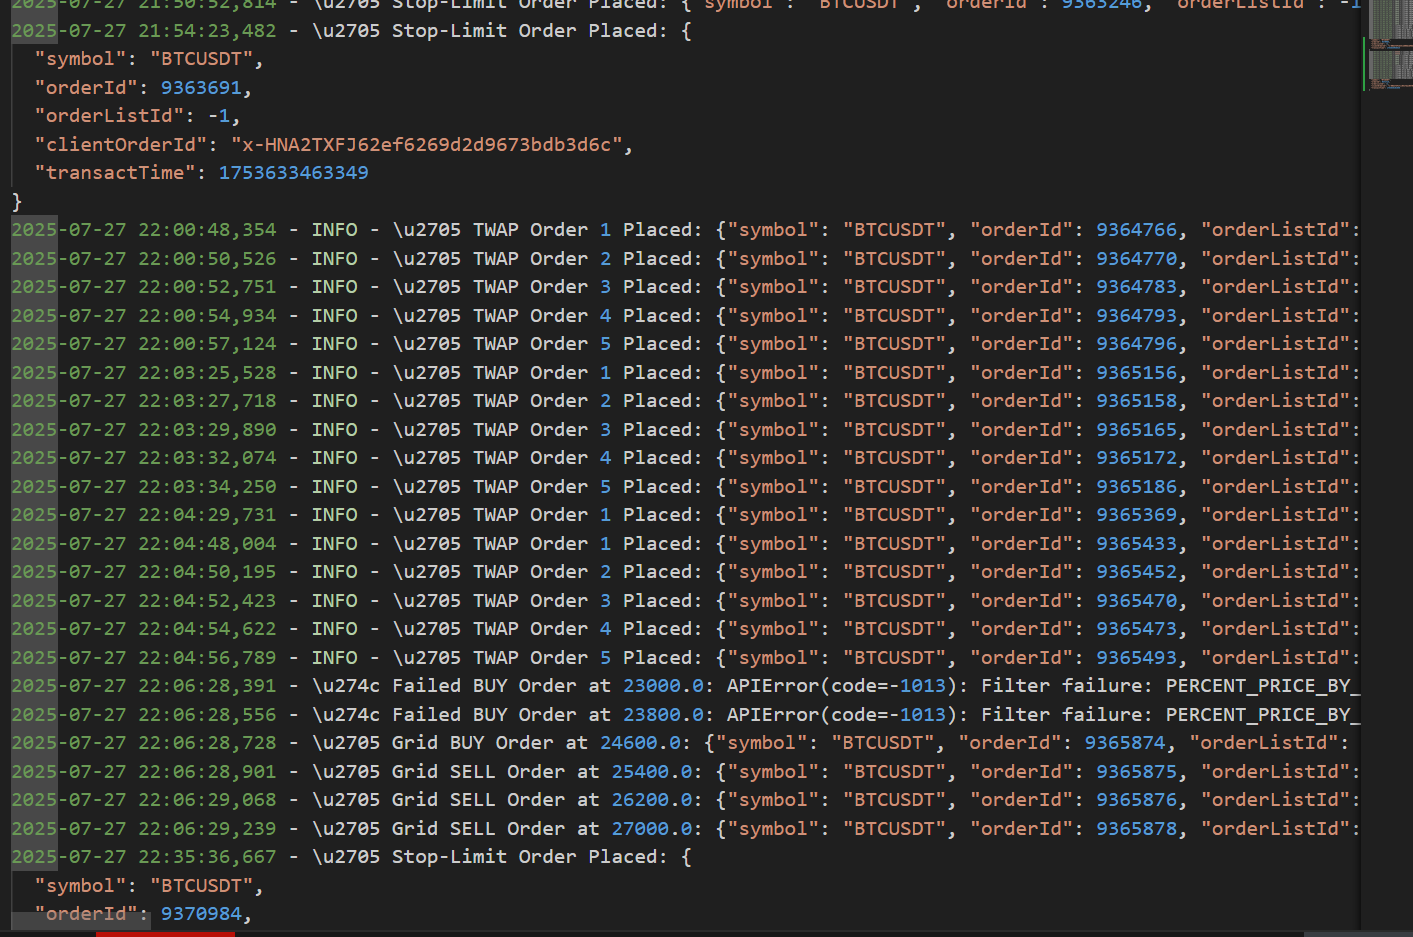 2025-07-27 21:50:52,814 - \u2705 Stop-Limit Order Placed: {"symbol": "BTCUSDT", "orderId": 9363246, "orderListId": -1
2025-07-27 21:54:23,482 - \u2705 Stop-Limit Order Placed: {
"symbol": "BTCUSDT",
"orderId": 9363691,
"orderListId": -1,
"clientOrderId": "x-HNA2TXFJ62ef6269d2d9673bdb3d6c",
"transactTime": 1753633463349
}
2025-07-27 22:00:48,354 - INFO - \u2705 TWAP Order 1 Placed: {"symbol": "BTCUSDT", "orderId": 9364766, "orderListId":
2025-07-27 22:00:50,526 - INFO - \u2705 TWAP Order 2 Placed: {"symbol": "BTCUSDT", "orderId": 9364770, "orderListId":
2025-07-27 22:00:52,751 - INFO - \u2705 TWAP Order 3 Placed: {"symbol": "BTCUSDT", "orderId": 9364783, "orderListId":
2025-07-27 22:00:54,934 - INFO - \u2705 TWAP Order 4 Placed: {"symbol": "BTCUSDT", "orderId": 9364793, "orderListId":
2025-07-27 22:00:57,124 - INFO - \u2705 TWAP Order 5 Placed: {"symbol": "BTCUSDT", "orderId": 9364796, "orderListId":
2025-07-27 22:03:25,528 - INFO - \u2705 TWAP Order 1 Placed: {"symbol": "BTCUSDT", "orderId": 9365156, "orderListId":
2025-07-27 22:03:27,718 - INFO - \u2705 TWAP Order 2 Placed: {"symbol": "BTCUSDT", "orderId": 9365158, "orderListId":
2025-07-27 22:03:29,890 - INFO - \u2705 TWAP Order 3 Placed: {"symbol": "BTCUSDT", "orderId": 9365165, "orderListId":
2025-07-27 22:03:32,074 - INFO - \u2705 TWAP Order 4 Placed: {"symbol": "BTCUSDT", "orderId": 9365172, "orderListId":
2025-07-27 22:03:34,250 - INFO - \u2705 TWAP Order 5 Placed: {"symbol": "BTCUSDT", "orderId": 9365186, "orderListId":
2025-07-27 22:04:29,731 - INFO - \u2705 TWAP Order 1 Placed: {"symbol": "BTCUSDT", "orderId": 9365369, "orderListId":
2025-07-27 22:04:48,004 - INFO - \u2705 TWAP Order 1 Placed: {"symbol": "BTCUSDT", "orderId": 9365433, "orderListId":
2025-07-27 22:04:50,195 - INFO - \u2705 TWAP Order 2 Placed: {"symbol": "BTCUSDT", "orderId": 9365452, "orderListId":
2025-07-27 22:04:52,423 - INFO - \u2705 TWAP Order 3 Placed: {"symbol": "BTCUSDT", "orderId": 9365470, "orderListId":
2025-07-27 22:04:54,622 - INFO - \u2705 TWAP Order 4 Placed: {"symbol": "BTCUSDT", "orderId": 9365473, "orderListId":
2025-07-27 22:04:56,789 - INFO - \u2705 TWAP Order 5 Placed: {"symbol": "BTCUSDT", "orderId": 9365493, "orderListId":
2025-07-27 22:06:28,391 - \u274c Failed BUY Order at 23000.0: APIError(code=-1013): Filter failure: PERCENT_PRICE_BY_
2025-07-27 22:06:28,556 - \u274c Failed BUY Order at 23800.0: APIError(code=-1013): Filter failure: PERCENT_PRICE_BY_
2025-07-27 22:06:28,728 - \u2705 Grid BUY Order at 24600.0: {"symbol": "BTCUSDT", "orderId": 9365874, "orderListId":
2025-07-27 22:06:28,901 - \u2705 Grid SELL Order at 25400.0: {"symbol": "BTCUSDT", "orderId": 9365875, "orderListId":
2025-07-27 22:06:29,068 - \u2705 Grid SELL Order at 26200.0: {"symbol": "BTCUSDT", "orderId": 9365876, "orderListId":
2025-07-27 22:06:29,239 - \u2705 Grid SELL Order at 27000.0: {"symbol": "BTCUSDT", "orderId": 9365878, "orderListId":
2025-07-27 22:35:36,667 - \u2705 Stop-Limit Order Placed: {
"symbol": "BTCUSDT",
"orderId": 9370984,